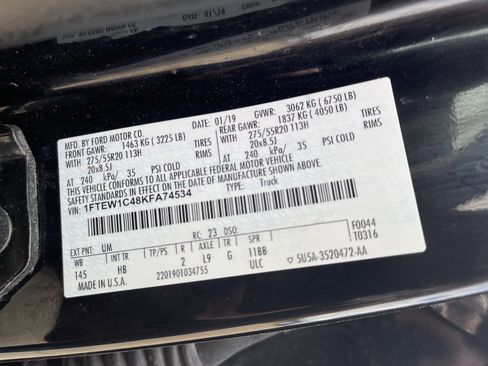 MFD. BY FORD MOTOR CO.
DATE: 01/19 GVWR: 3062 KG ( 6750 LB)
FRONT GAWR: 1463 KG ( 3225 LB) REAR GAWR: 1837 KG ( 4050 LB)
WITH 275/55R20 113H TIRES 275/55R20 113H TIRES
20x8.5J RIMS 20x8.5J RIMS
AT 240 kPa/ 35 PSI COLD AT 240 kPa/ 35 PSI COLD
THIS VEHICLE CONFORMS TO ALL APPLICABLE FEDERAL MOTOR VEHICLE
SAFETY STANDARDS IN EFFECT ON THE DATE OF MANUFACTURE SHOWN ABOVE.
VIN: 1FTEW1C48KFA74534 TYPE: Truck
F0044
T0316
EXT PNT: UM RC: 23 DSO:
WB INT TR TP/PS R AXLE TR SPR
145 HB 2 L9 G 11BB
MADE IN U.S.A. 2201901034755 ULC 5U5A-3520472-AA